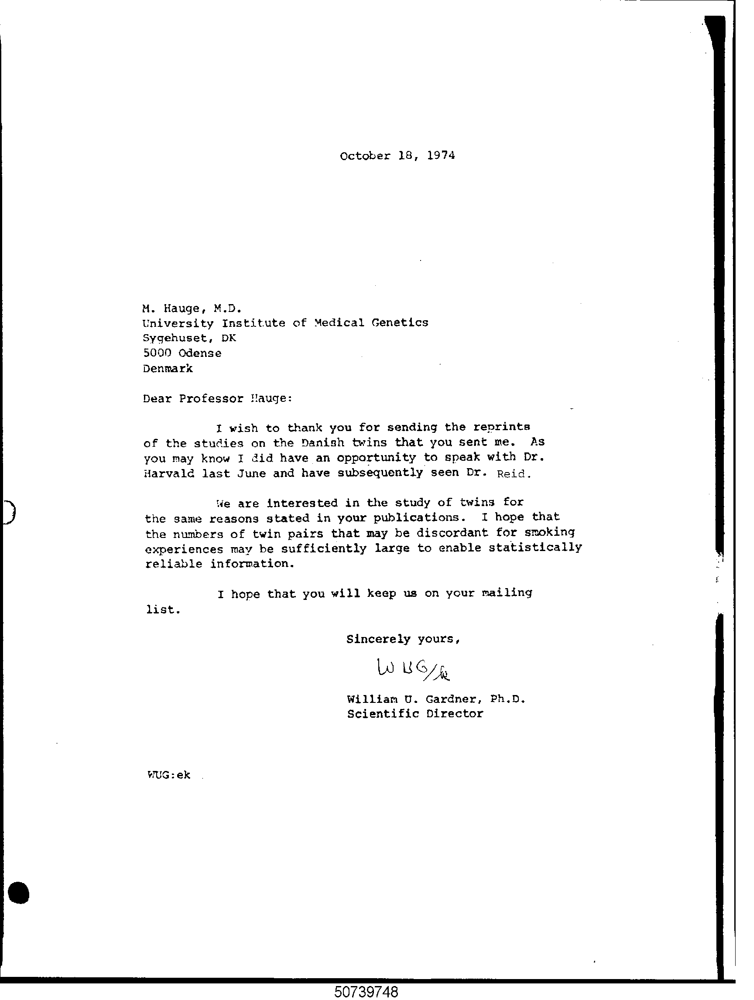 October 18, 1974
M. Hauge, M.D.
University Institute of Medical Genetics
Sygehuset, DK
5000 Odense
Denmark
Dear Professor Hauge:
I wish to thank you for sending the reprints
of the studies on the Danish twins that you sent me. As
you may know I did have an opportunity to speak with Dr.
Harvald last June and have subsequently seen Dr. Reid.
We are interested in the study of twins for
the same reasons stated in your publications. I hope that
the numbers of twin pairs that may be discordant for smoking
experiences may be sufficiently large to enable statistically
reliable information.
I hope that you will keep us on your mailing
list.
Sincerely yours,
WUG/
William U. Gardner, Ph.D.
Scientific Director
WUG:ek
50739748